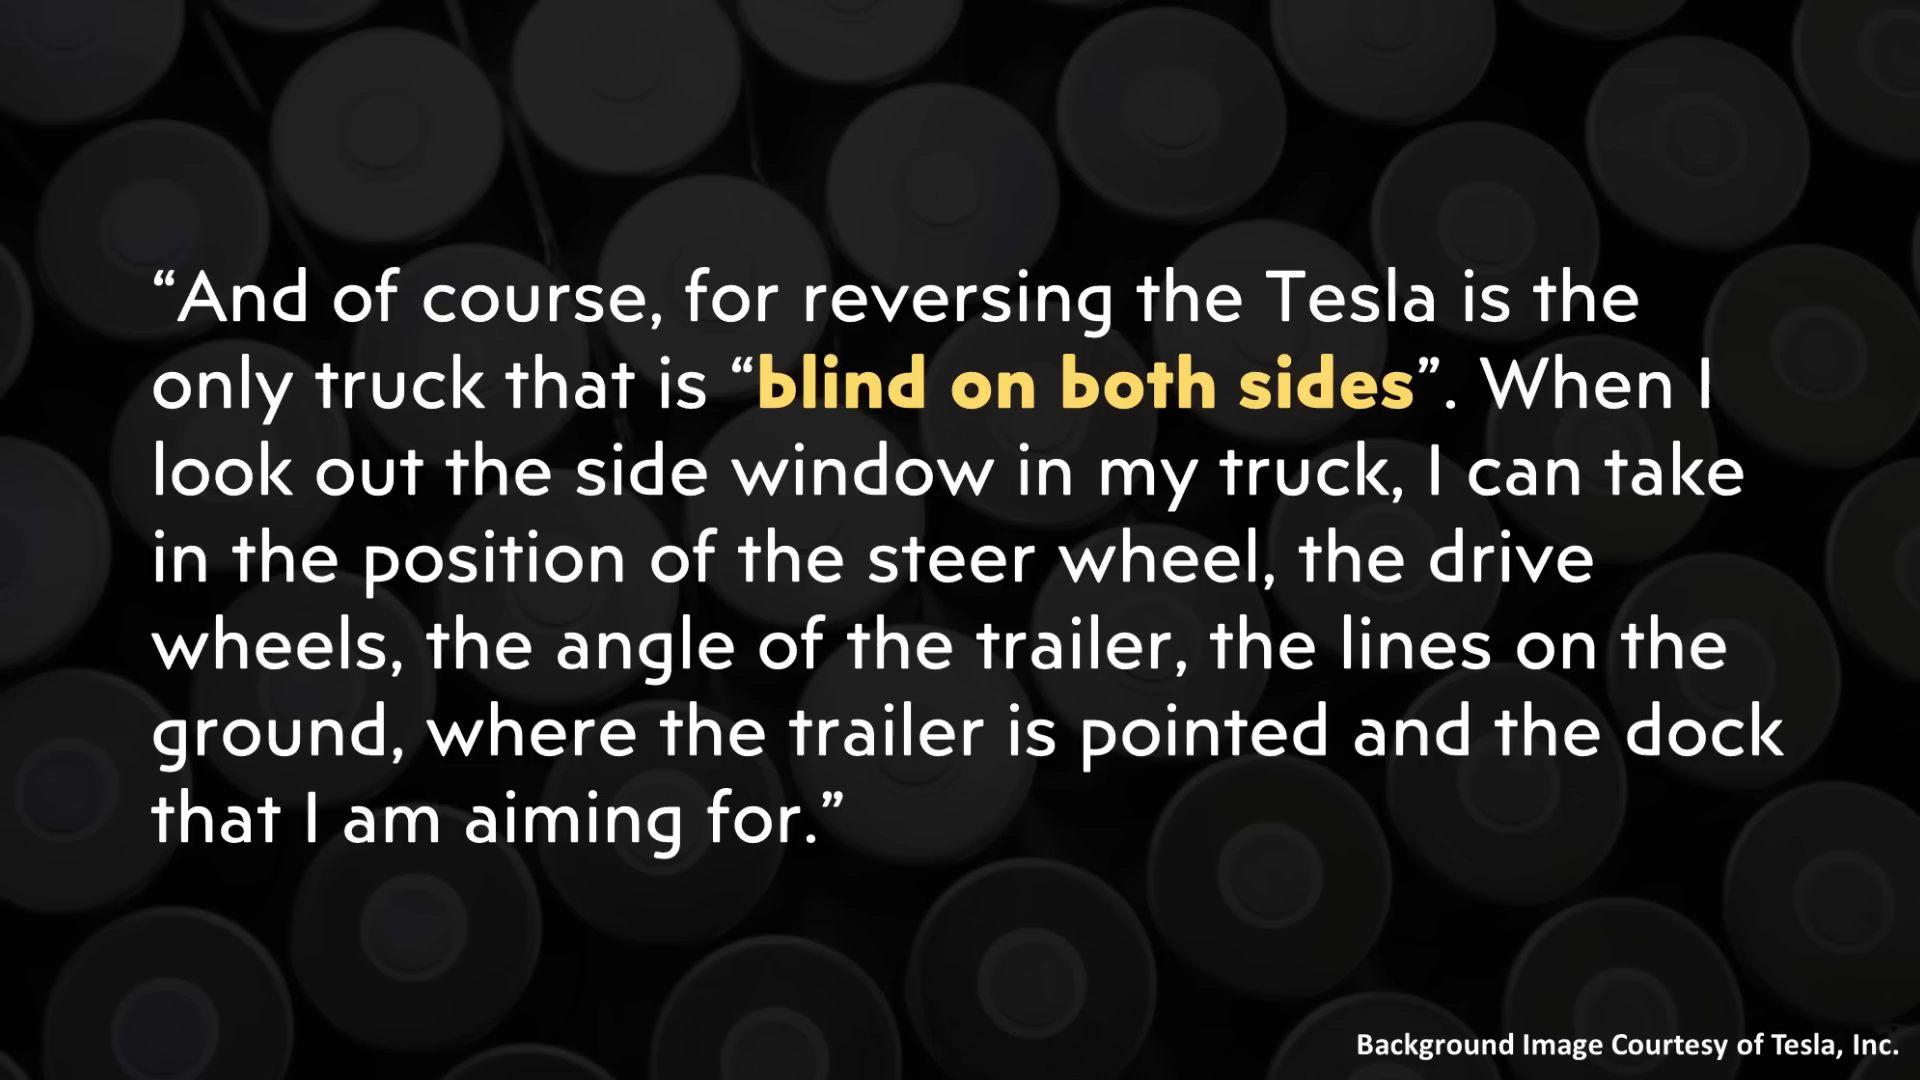 “And of course, for reversing the Tesla is the
only truck that is “blind on both sides”. When I
look out the side window in my truck, I can take
in the position of the steer wheel, the drive
wheels, the angle of the trailer, the lines on the
ground, where the trailer is pointed and the dock
that I am aiming for.”
Background Image Courtesy of Tesla, Inc.